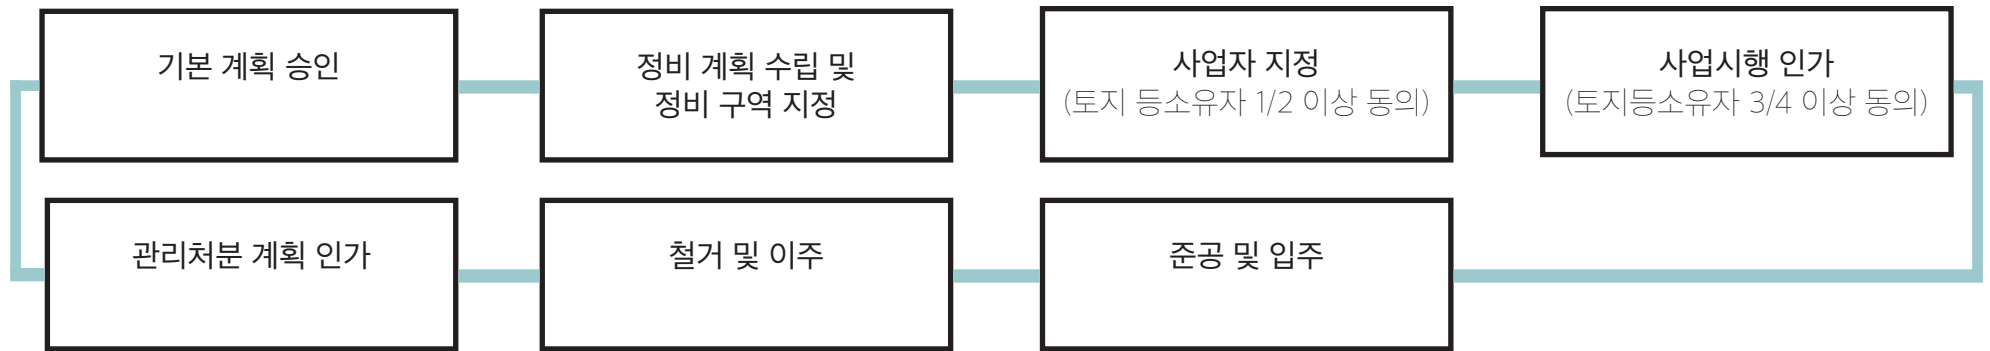 기본 계획 승인
정비 계획 수립 및
정비 구역 지정
사업자 지정
(토지 등소유자 1/2 이상 동의)
사업시행 인가
(토지등소유자 3/4 이상 동의)
관리처분 계획 인가
철거 및 이주
준공 및 입주